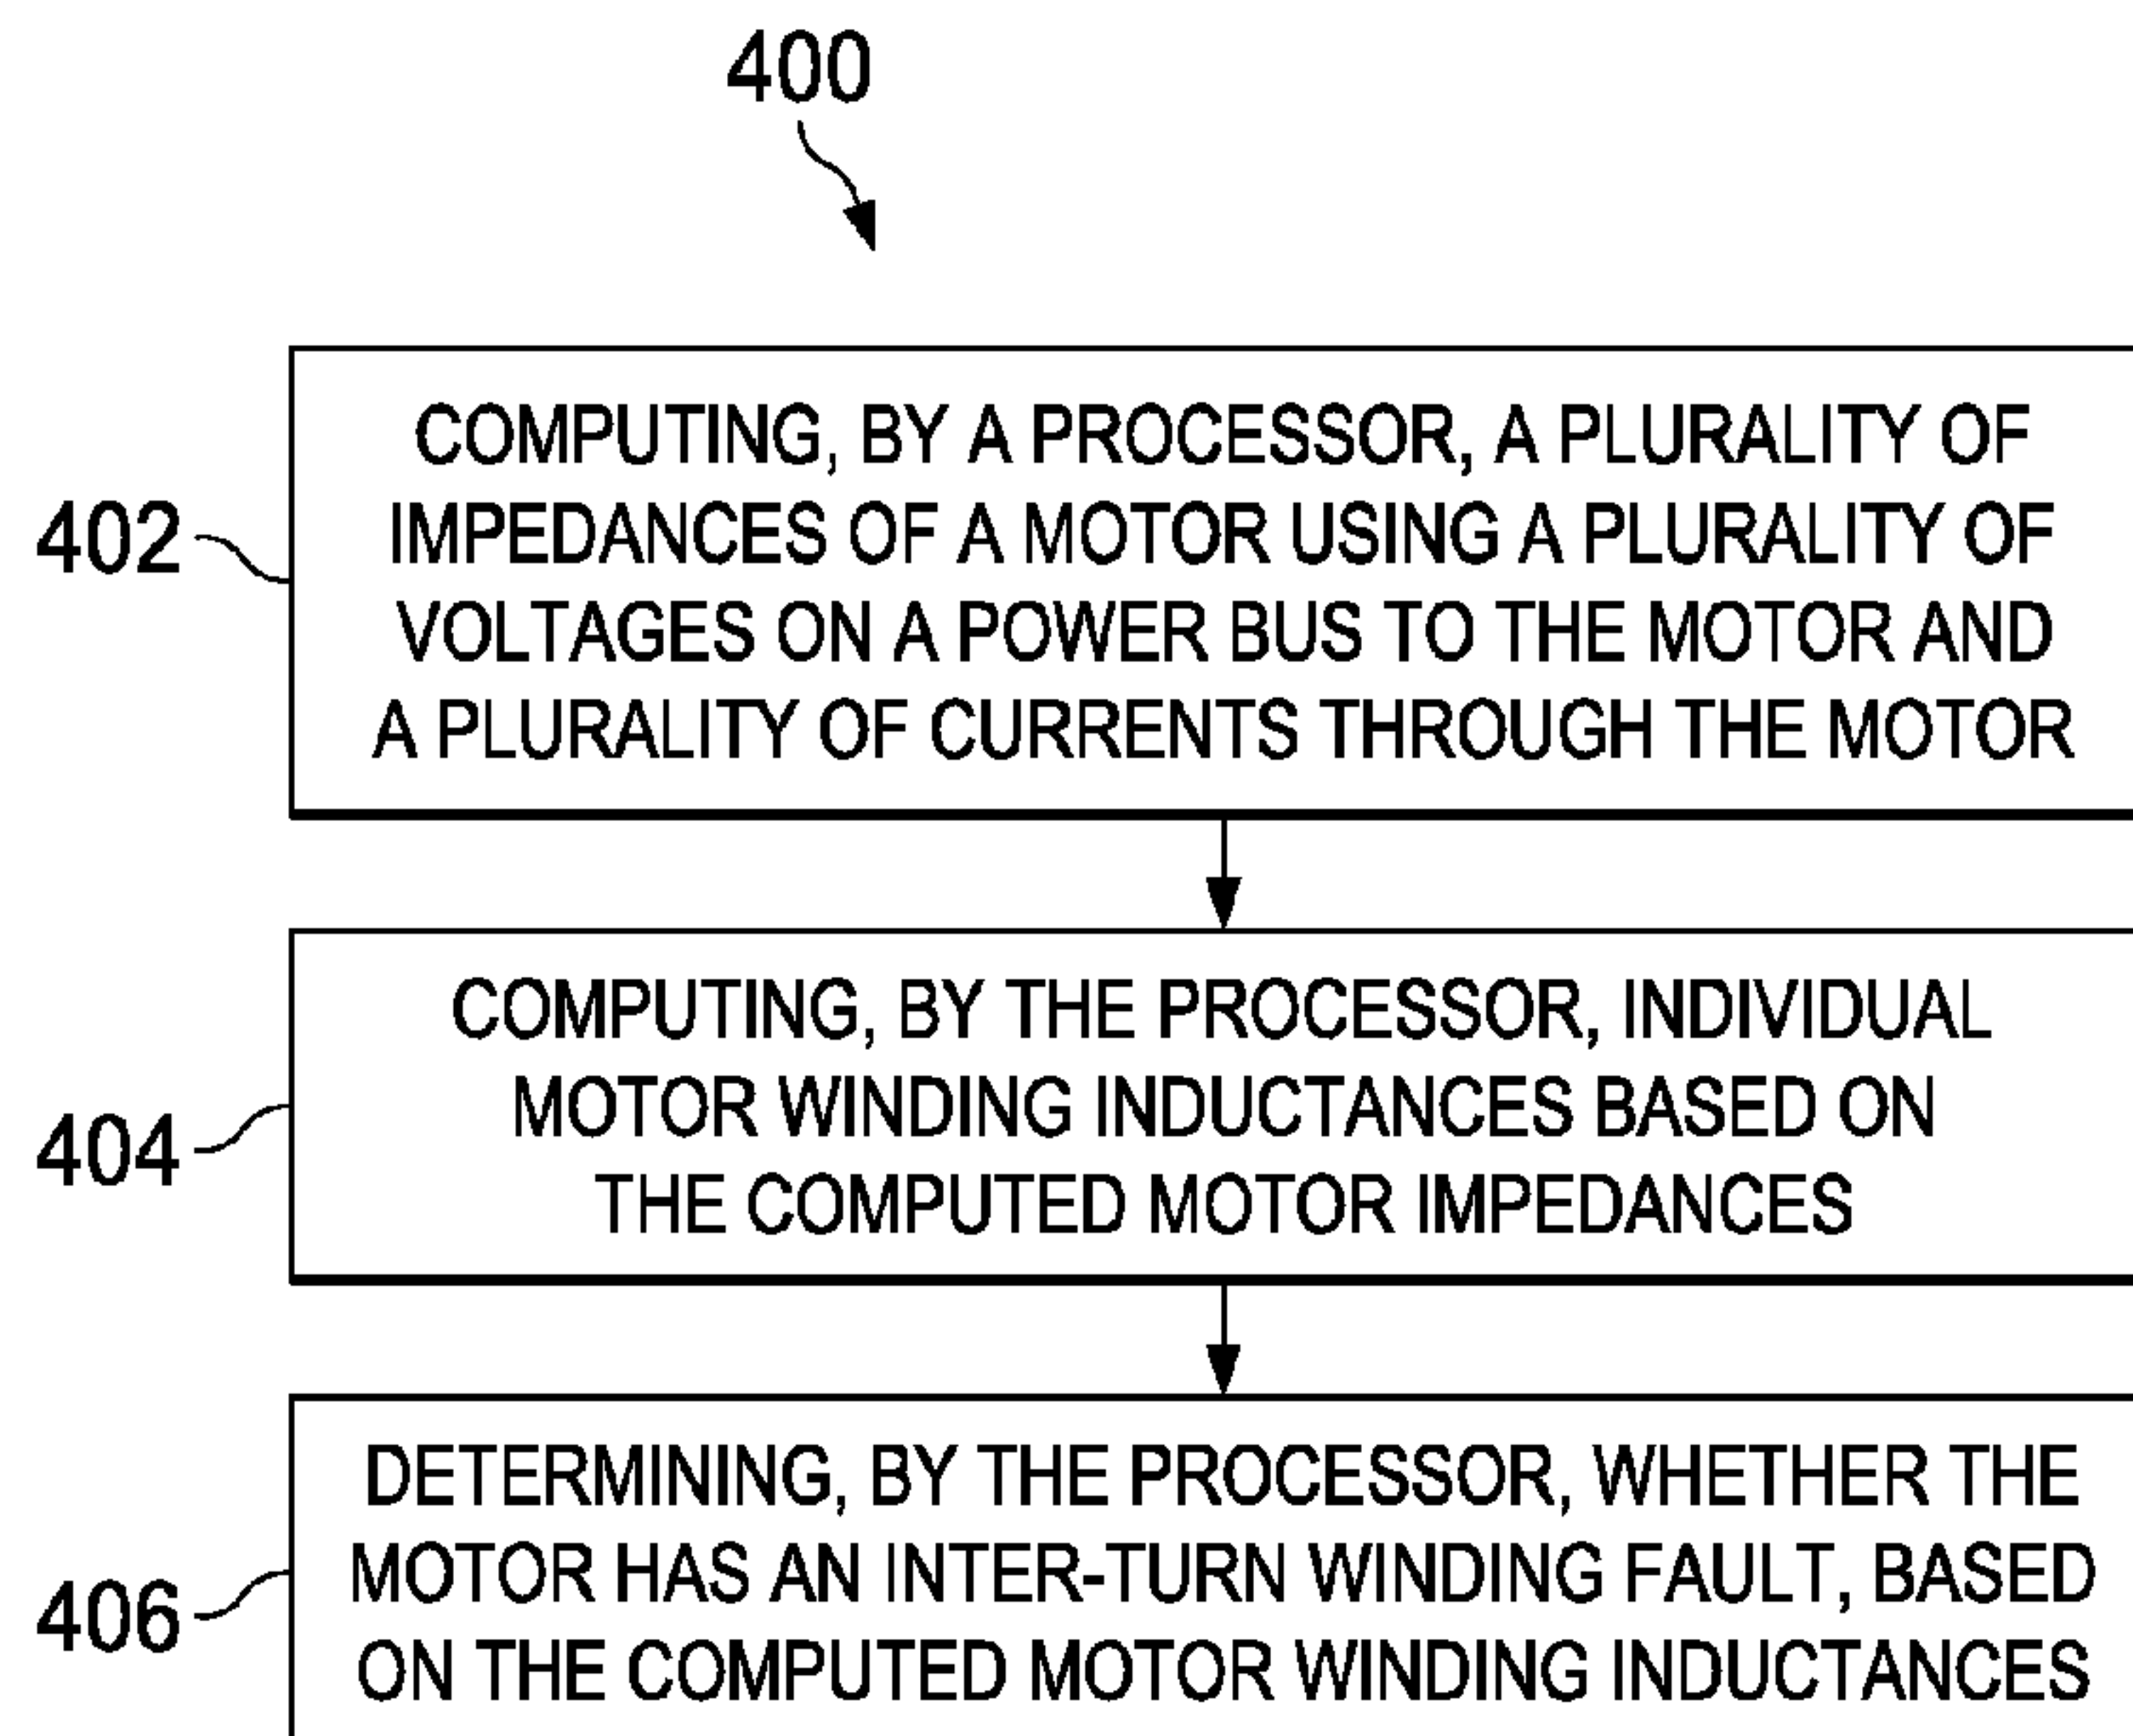 400
402
COMPUTING, BY A PROCESSOR, A PLURALITY OF
IMPEDANCES OF A MOTOR USING A PLURALITY OF
VOLTAGES ON A POWER BUS TO THE MOTOR AND
A PLURALITY OF CURRENTS THROUGH THE MOTOR
404
COMPUTING, BY THE PROCESSOR, INDIVIDUAL
MOTOR WINDING INDUCTANCES BASED ON
THE COMPUTED MOTOR IMPEDANCES
406
DETERMINING, BY THE PROCESSOR, WHETHER THE
MOTOR HAS AN INTER-TURN WINDING FAULT, BASED
ON THE COMPUTED MOTOR WINDING INDUCTANCES